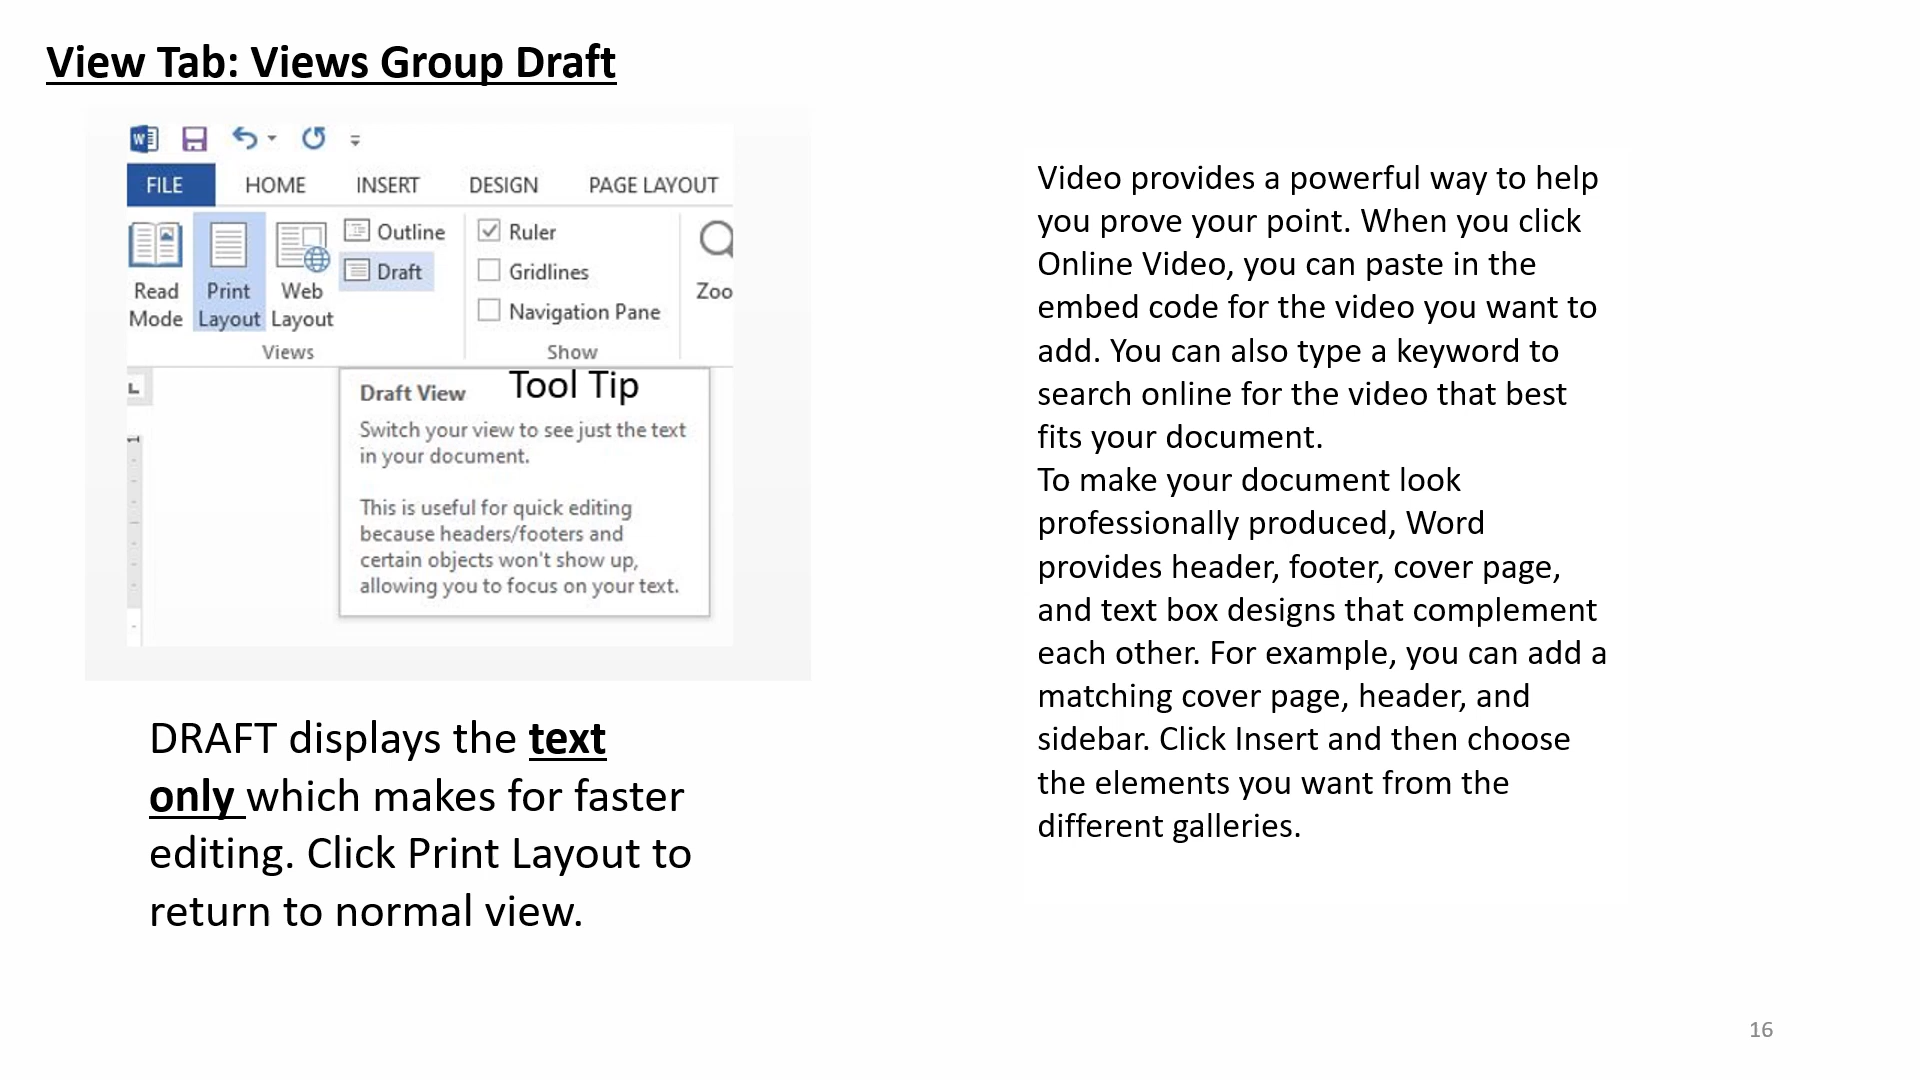 View Tab: Views Group Draft
FILE HOME INSERT DESIGN PAGE LAYOUT
Outline
Draft
Read Mode
Print Layout
Web Layout
Views
Ruler
Gridlines
Navigation Pane
Show
Zoo
L
1
Tool Tip
Draft View
Switch your view to see just the text
in your document.
This is useful for quick editing
because headers/footers and
certain objects won't show up,
allowing you to focus on your text.
DRAFT displays the text
only which makes for faster
editing. Click Print Layout to
return to normal view.
Video provides a powerful way to help
you prove your point. When you click
Online Video, you can paste in the
embed code for the video you want to
add. You can also type a keyword to
search online for the video that best
fits your document.
To make your document look
professionally produced, Word
provides header, footer, cover page,
and text box designs that complement
each other. For example, you can add a
matching cover page, header, and
sidebar. Click Insert and then choose
the elements you want from the
different galleries.
16